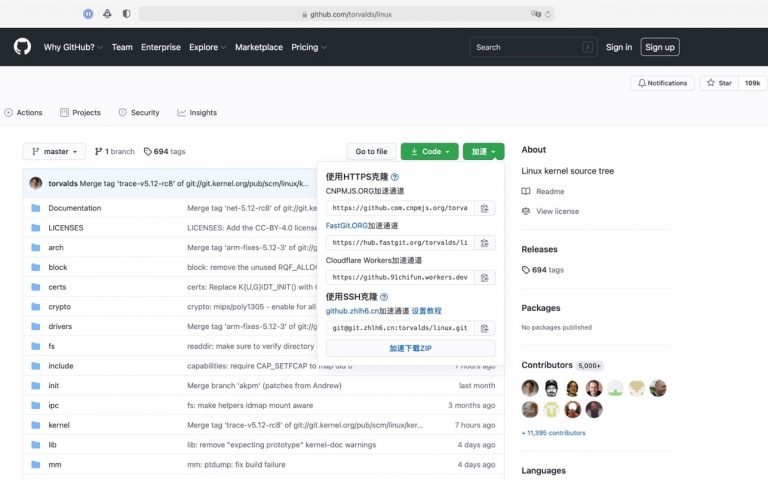 github.com/torvalds/linux
Why GitHub? Team Enterprise Explore Marketplace Pricing Search / Sign in Sign up
Notifications Star 109k
Actions Projects Security Insights
master 1 branch 694 tags Go to file Code 加速
torvalds Merge tag 'trace-v5.12-rc8' of git://git.kernel.org/pub/scm/linux/k...
Documentation Merge tag 'net-5.12-rc8' of git://git.ke
LICENSES LICENSES: Add the CC-BY-4.0 license
arch Merge tag 'arm-fixes-5.12-3' of git://g
block block: remove the unused RQF_ALLOC
certs certs: Replace K{U,G}IDT_INIT() with G
crypto crypto: mips/poly1305 - enable for all
drivers Merge tag 'arm-fixes-5.12-3' of git://g
fs readdir: make sure to verify directory
include capabilities: require CAP_SETFCAP to map uid 0 7 hours ago
init Merge branch 'akpm' (patches from Andrew) last month
ipc fs: make helpers idmap mount aware 3 months ago
kernel Merge tag 'trace-v5.12-rc8' of git://git.kernel.org/pub/scm/linux/ker... 7 hours ago
lib lib: remove "expecting prototype" kernel-doc warnings 4 days ago
mm mm: ptdump: fix build failure 4 days ago
使用HTTPS克隆 ?
CNPMJS.ORG加速通道
https://github.com.cnpmjs.org/torva
FastGit.ORG加速通道
https://hub.fastgit.org/torvalds/li
Cloudflare Workers加速通道
https://github.91chifun.workers.dev
使用SSH克隆 ?
github.zhlh6.cn加速通道 设置教程
git@git.zhlh6.cn:torvalds/linux.git
加速下载ZIP
About
Linux kernel source tree
Readme
View license
Releases
694 tags
Packages
No packages published
Contributors 5,000+
+ 11,395 contributors
Languages